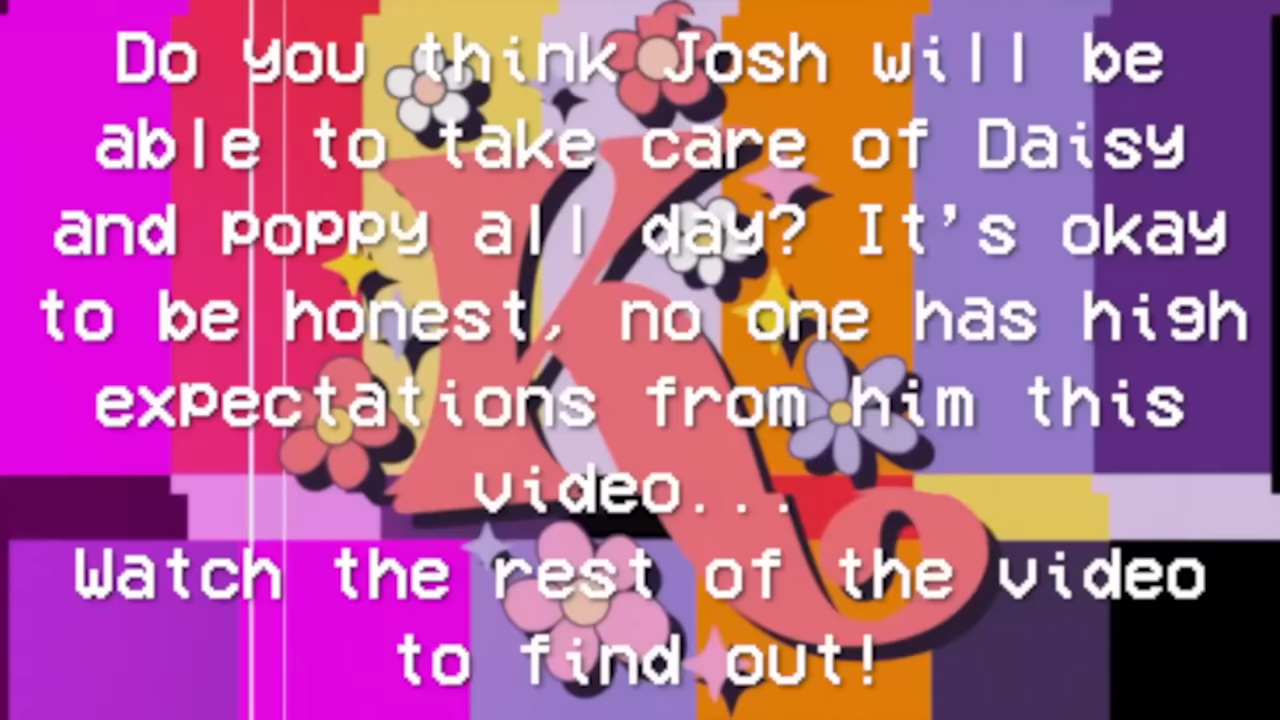 Do you think Josh will be
able to take care of Daisy
and poppy all day? It's okay
to be honest, no one has high
expectations from him this
video...
Watch the rest of the video
to find out!
K